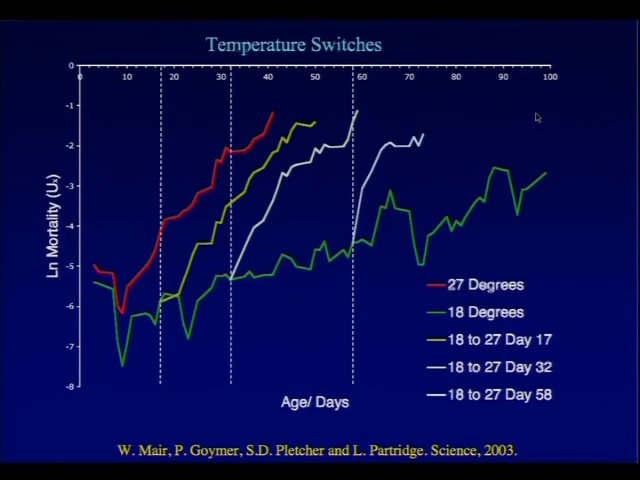 Temperature Switches
0
0 10 20 30 40 50 60 70 80 90 100
-1
-2
-3
-4
-5
-6
-7
-8
Ln Mortality (Uₓ)
Age/ Days
27 Degrees
18 Degrees
18 to 27 Day 17
18 to 27 Day 32
18 to 27 Day 58
W. Mair, P. Goymer, S.D. Pletcher and L. Partridge. Science, 2003.